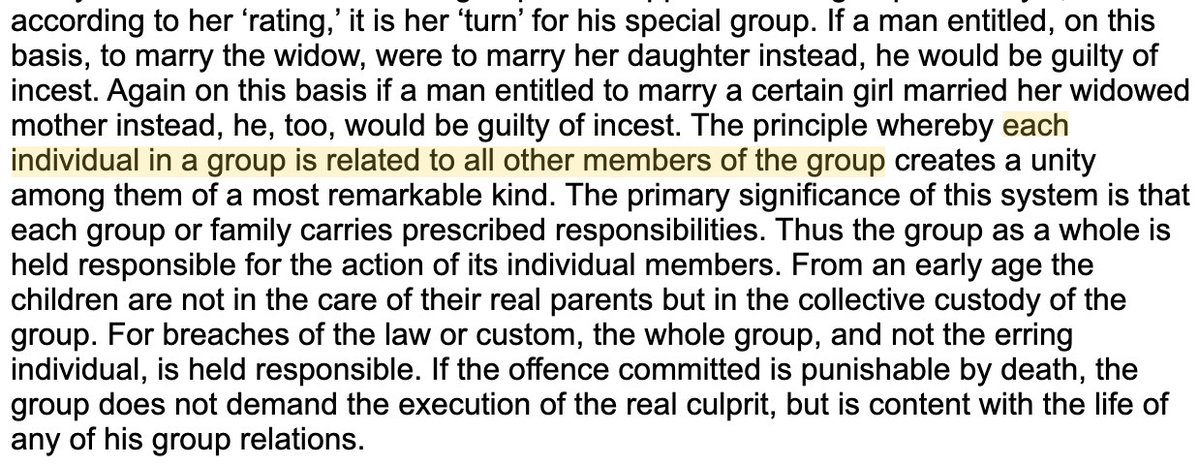 according to her ‘rating,’ it is her ‘turn’ for his special group. If a man entitled, on this
basis, to marry the widow, were to marry her daughter instead, he would be guilty of
incest. Again on this basis if a man entitled to marry a certain girl married her widowed
mother instead, he, too, would be guilty of incest. The principle whereby each
individual in a group is related to all other members of the group creates a unity
among them of a most remarkable kind. The primary significance of this system is that
each group or family carries prescribed responsibilities. Thus the group as a whole is
held responsible for the action of its individual members. From an early age the
children are not in the care of their real parents but in the collective custody of the
group. For breaches of the law or custom, the whole group, and not the erring
individual, is held responsible. If the offence committed is punishable by death, the
group does not demand the execution of the real culprit, but is content with the life of
any of his group relations.